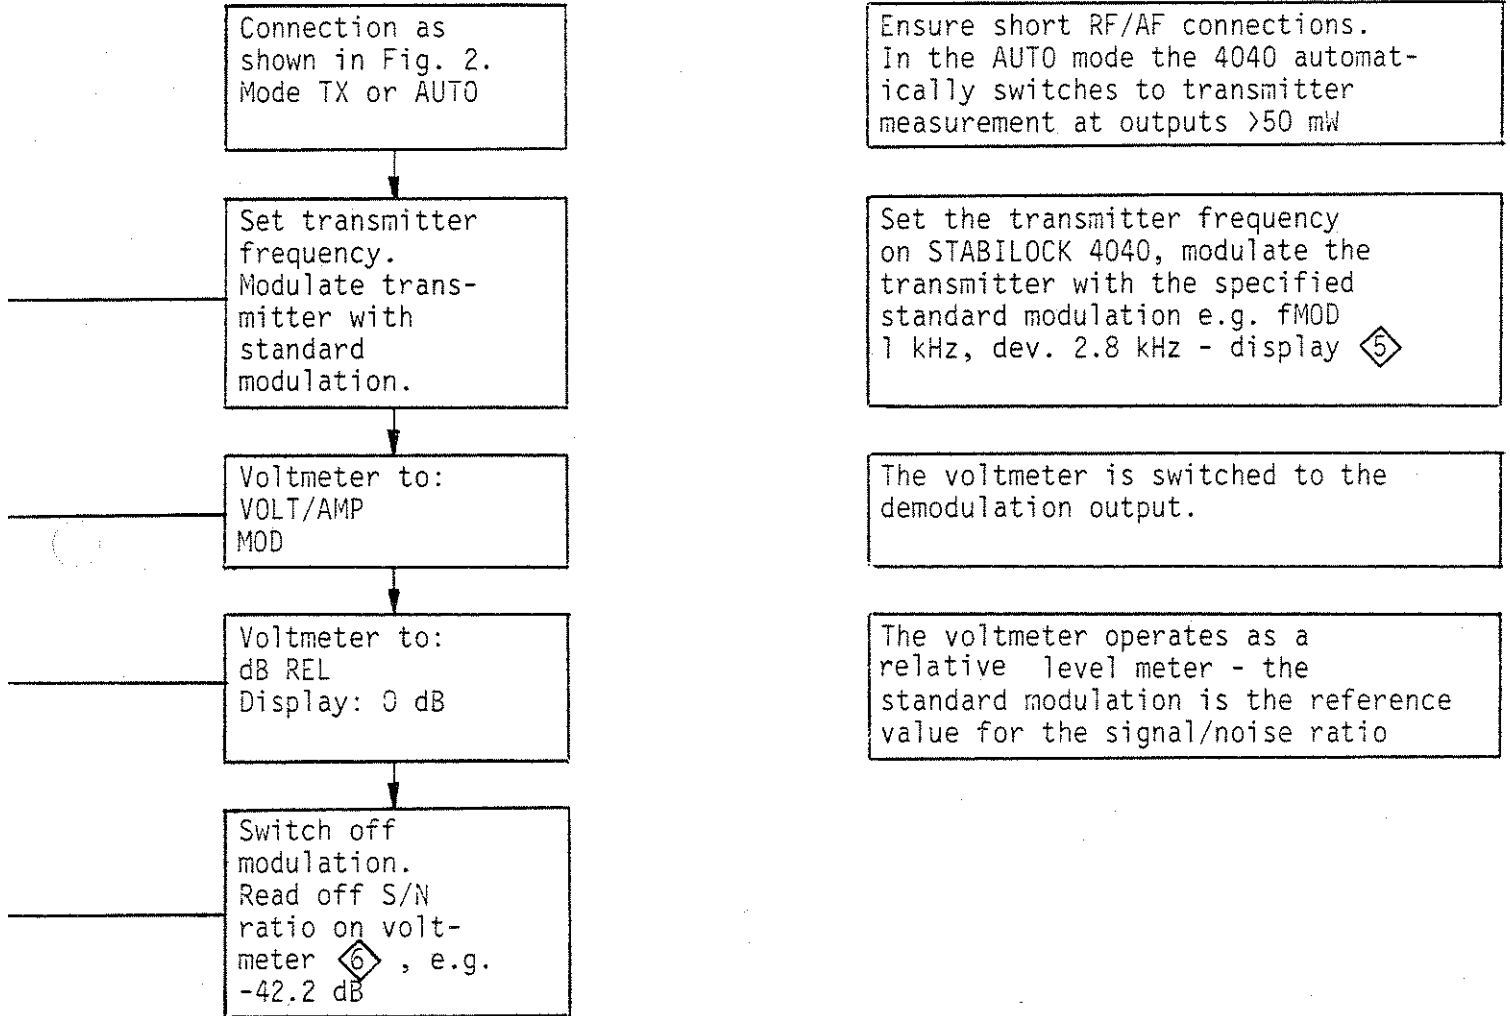 Connection as
shown in Fig. 2.
Mode TX or AUTO
Ensure short RF/AF connections.
In the AUTO mode the 4040 automat-
ically switches to transmitter
measurement at outputs >50 mW
Set transmitter
frequency.
Modulate trans-
mitter with
standard
modulation.
Set the transmitter frequency
on STABILOCK 4040, modulate the
transmitter with the specified
standard modulation e.g. fMOD
1 kHz, dev. 2.8 kHz - display 5
Voltmeter to:
VOLT/AMP
MOD
The voltmeter is switched to the
demodulation output.
Voltmeter to:
dB REL
Display: 0 dB
The voltmeter operates as a
relative level meter - the
standard modulation is the reference
value for the signal/noise ratio
Switch off
modulation.
Read off S/N
ratio on volt-
meter 6 , e.g.
-42.2 dB